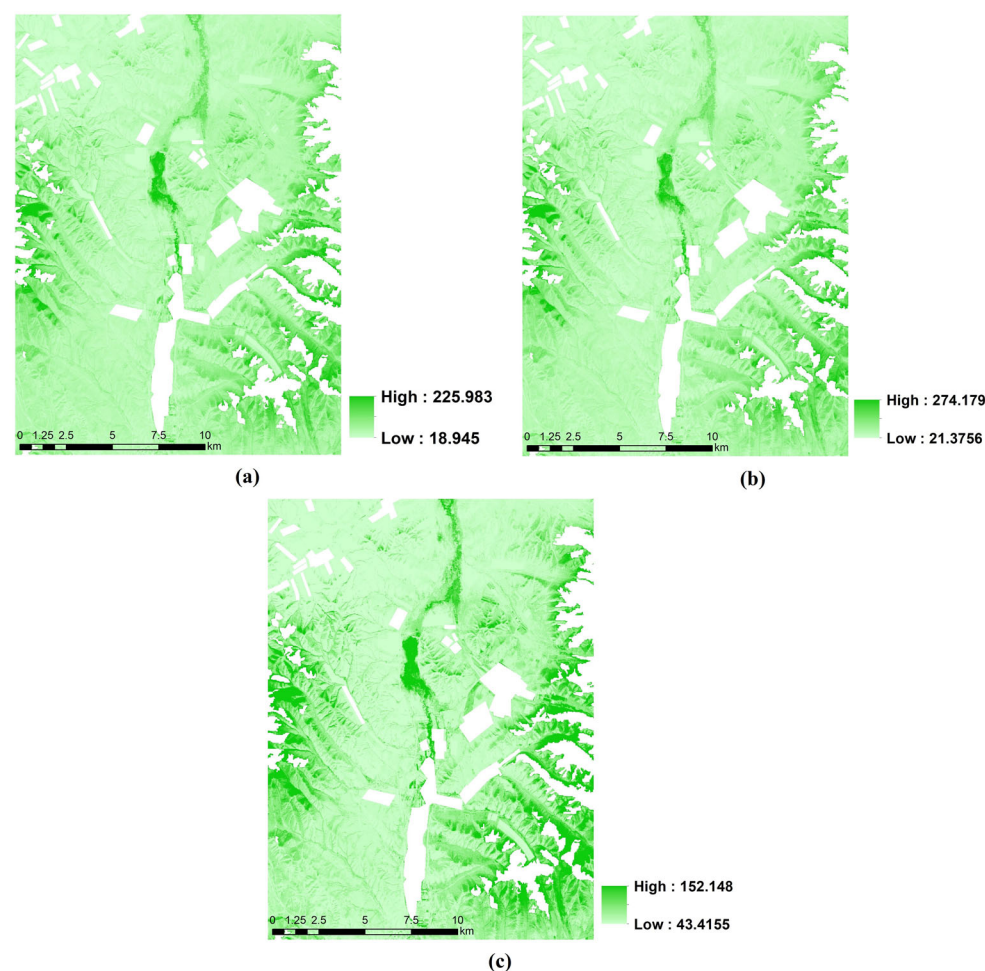 High : 225.983
Low : 18.945
0 1.25 2.5 5 7.5 10
km
(a)
High : 274.179
Low : 21.3756
0 1.25 2.5 5 7.5 10
km
(b)
High : 152.148
Low : 43.4155
0 1.25 2.5 5 7.5 10
km
(c)